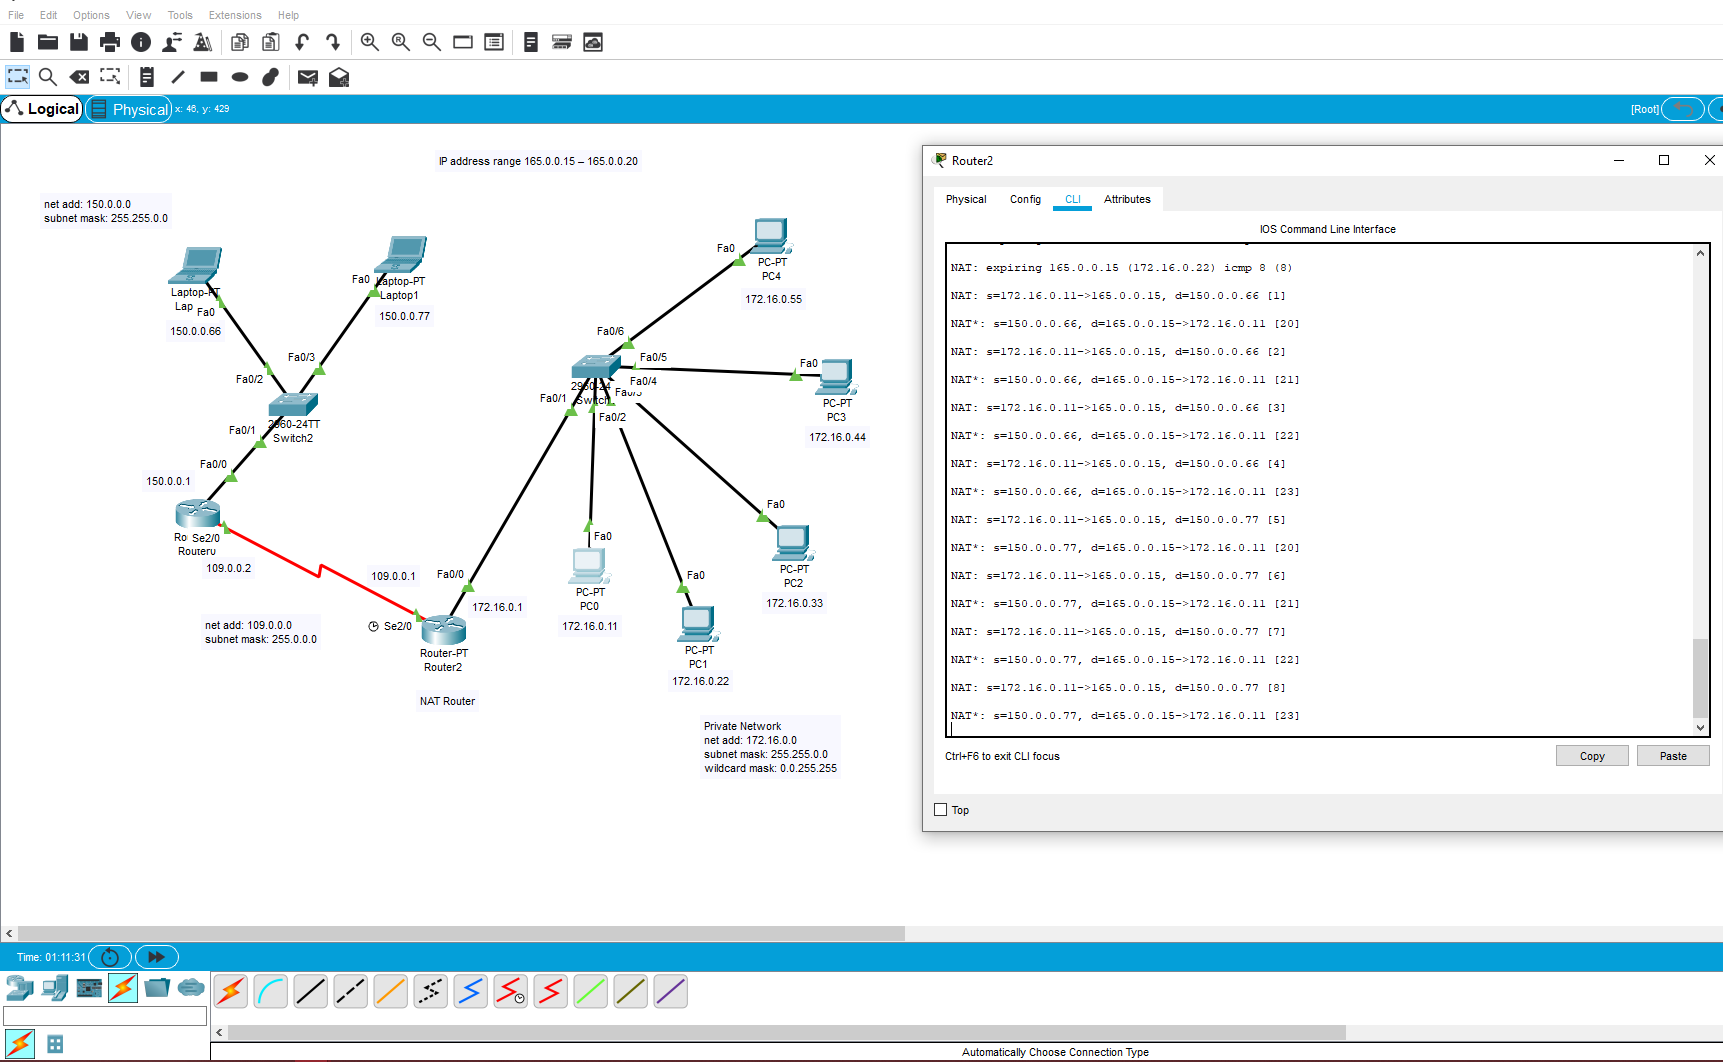 File Edit Options View Tools Extensions Help
Logical Physical x: 46, y: 429 [Root]
IP address range 165.0.0.15 – 165.0.0.20
net add: 150.0.0.0
subnet mask: 255.255.0.0
Laptop-PT
Lap
Fa0
150.0.0.66
Fa0
Laptop-PT
Laptop1
150.0.0.77
Fa0/3
Fa0/2
2960-24TT
Switch2
Fa0/1
Fa0/0
150.0.0.1
Ro
Se2/0
Router0
109.0.0.2
109.0.0.1
Fa0/0
172.16.0.1
Se2/0
Router-PT
Router2
NAT Router
net add: 109.0.0.0
subnet mask: 255.0.0.0
Fa0
PC-PT
PC4
172.16.0.55
Fa0/6
Fa0/5
Fa0/4
Fa0/3
2960-24
Switch
Fa0/1
Fa0/2
Fa0
PC-PT
PC3
172.16.0.44
Fa0
PC-PT
PC2
172.16.0.33
Fa0
PC-PT
PC0
172.16.0.11
Fa0
PC-PT
PC1
172.16.0.22
Private Network
net add: 172.16.0.0
subnet mask: 255.255.0.0
wildcard mask: 0.0.255.255
Router2
Physical Config CLI Attributes
IOS Command Line Interface
NAT: expiring 165.0.0.15 (172.16.0.22) icmp 8 (8)
NAT: s=172.16.0.11->165.0.0.15, d=150.0.0.66 [1]
NAT*: s=150.0.0.66, d=165.0.0.15->172.16.0.11 [20]
NAT: s=172.16.0.11->165.0.0.15, d=150.0.0.66 [2]
NAT*: s=150.0.0.66, d=165.0.0.15->172.16.0.11 [21]
NAT: s=172.16.0.11->165.0.0.15, d=150.0.0.66 [3]
NAT*: s=150.0.0.66, d=165.0.0.15->172.16.0.11 [22]
NAT: s=172.16.0.11->165.0.0.15, d=150.0.0.66 [4]
NAT*: s=150.0.0.66, d=165.0.0.15->172.16.0.11 [23]
NAT: s=172.16.0.11->165.0.0.15, d=150.0.0.77 [5]
NAT*: s=150.0.0.77, d=165.0.0.15->172.16.0.11 [20]
NAT: s=172.16.0.11->165.0.0.15, d=150.0.0.77 [6]
NAT*: s=150.0.0.77, d=165.0.0.15->172.16.0.11 [21]
NAT: s=172.16.0.11->165.0.0.15, d=150.0.0.77 [7]
NAT*: s=150.0.0.77, d=165.0.0.15->172.16.0.11 [22]
NAT: s=172.16.0.11->165.0.0.15, d=150.0.0.77 [8]
NAT*: s=150.0.0.77, d=165.0.0.15->172.16.0.11 [23]
Ctrl+F6 to exit CLI focus
Copy Paste
Top
Time: 01:11:31
Automatically Choose Connection Type